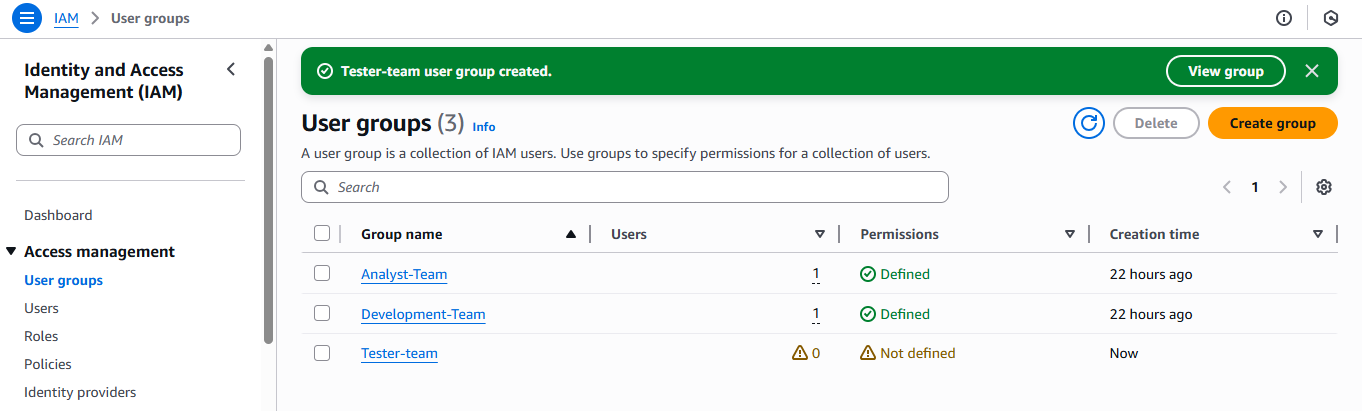 IAM > User groups
Identity and Access
Management (IAM)
Search IAM
Dashboard
Access management
User groups
Users
Roles
Policies
Identity providers
Tester-team user group created.
View group
User groups (3) Info
Delete
Create group
A user group is a collection of IAM users. Use groups to specify permissions for a collection of users.
Search
1
Group name Users Permissions Creation time
Analyst-Team 1 Defined 22 hours ago
Development-Team 1 Defined 22 hours ago
Tester-team 0 Not defined Now